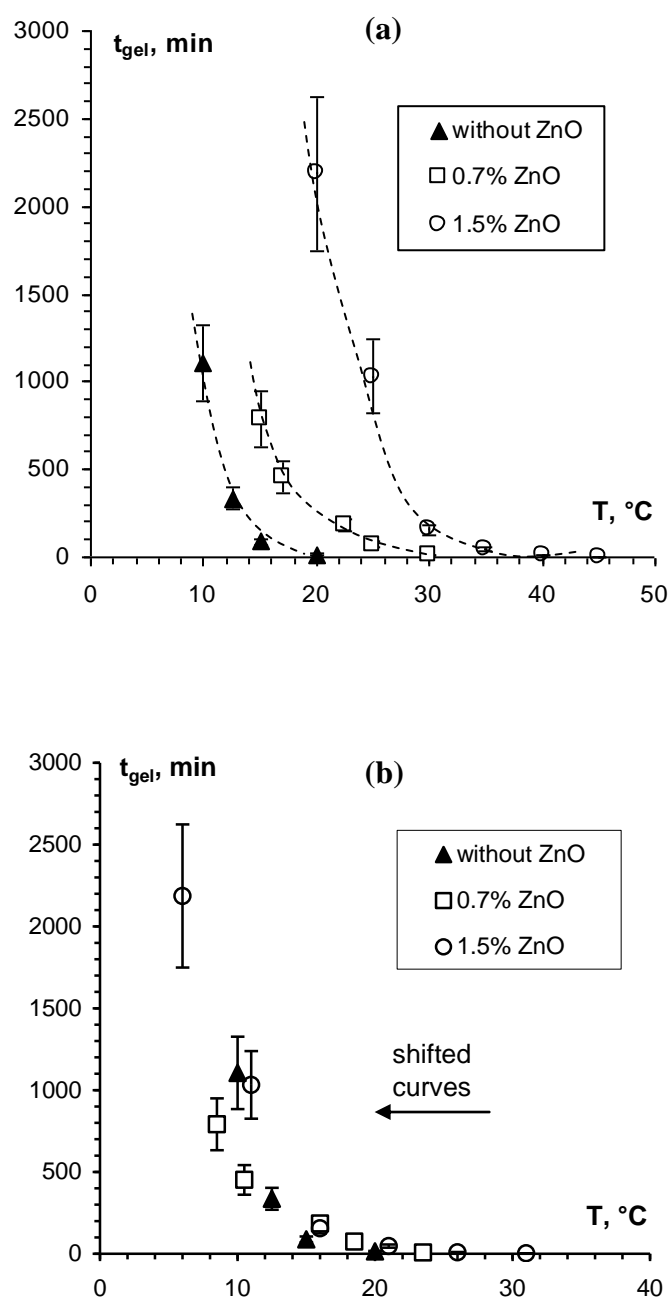 3000
t_gel, min
(a)
2500
▲ without ZnO
□ 0.7% ZnO
○ 1.5% ZnO
2000
1500
1000
500
T, °C
0
0 10 20 30 40 50
3000
t_gel, min
(b)
2500
▲ without ZnO
□ 0.7% ZnO
○ 1.5% ZnO
2000
1500
shifted
curves
1000
500
T, °C
0
0 10 20 30 40